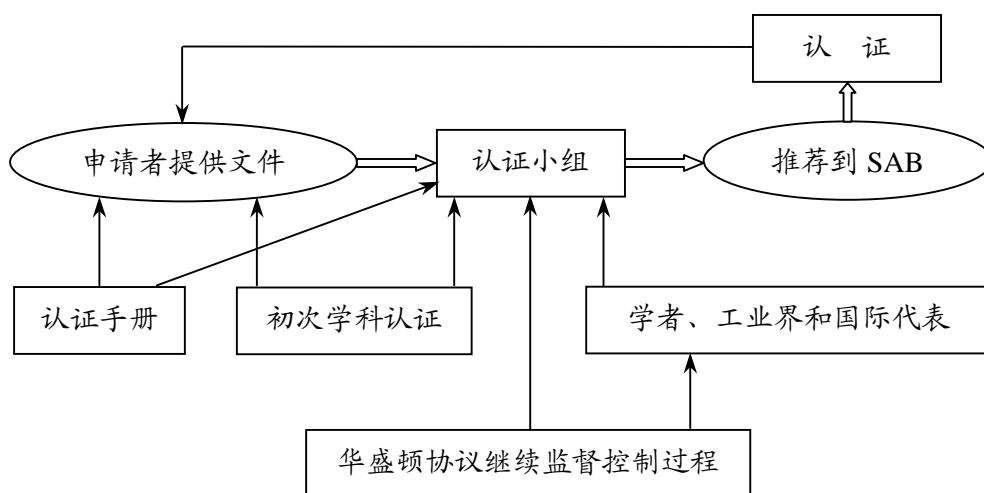 认 证
申请者提供文件
认证小组
推荐到 SAB
认证手册
初次学科认证
学者、工业界和国际代表
华盛顿协议继续监督控制过程